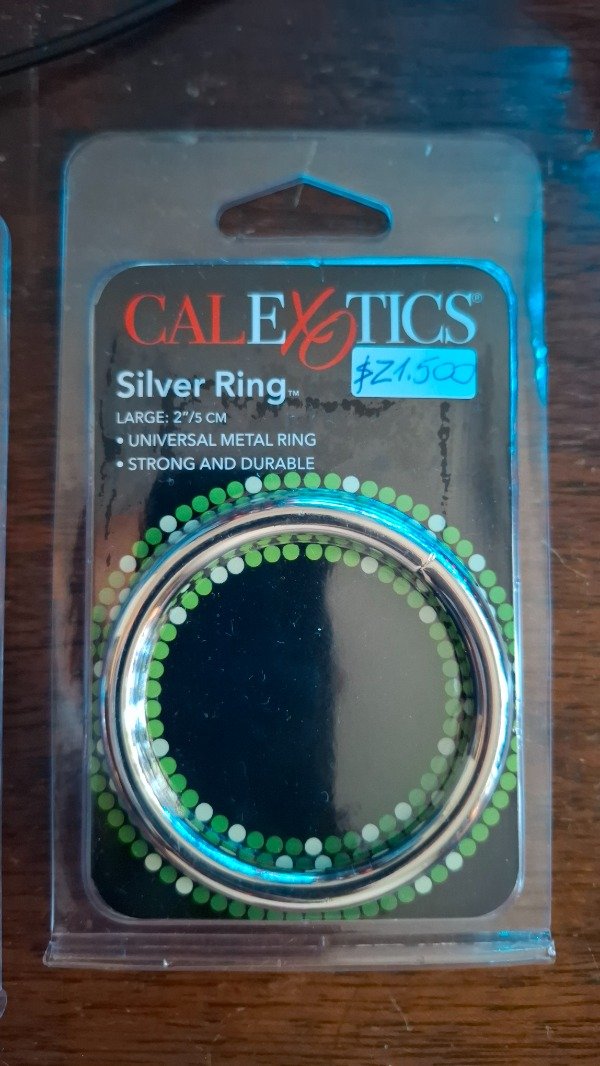 CALEXOTICS®
$21.500
Silver Ring™
LARGE: 2"/5 CM
• UNIVERSAL METAL RING
• STRONG AND DURABLE